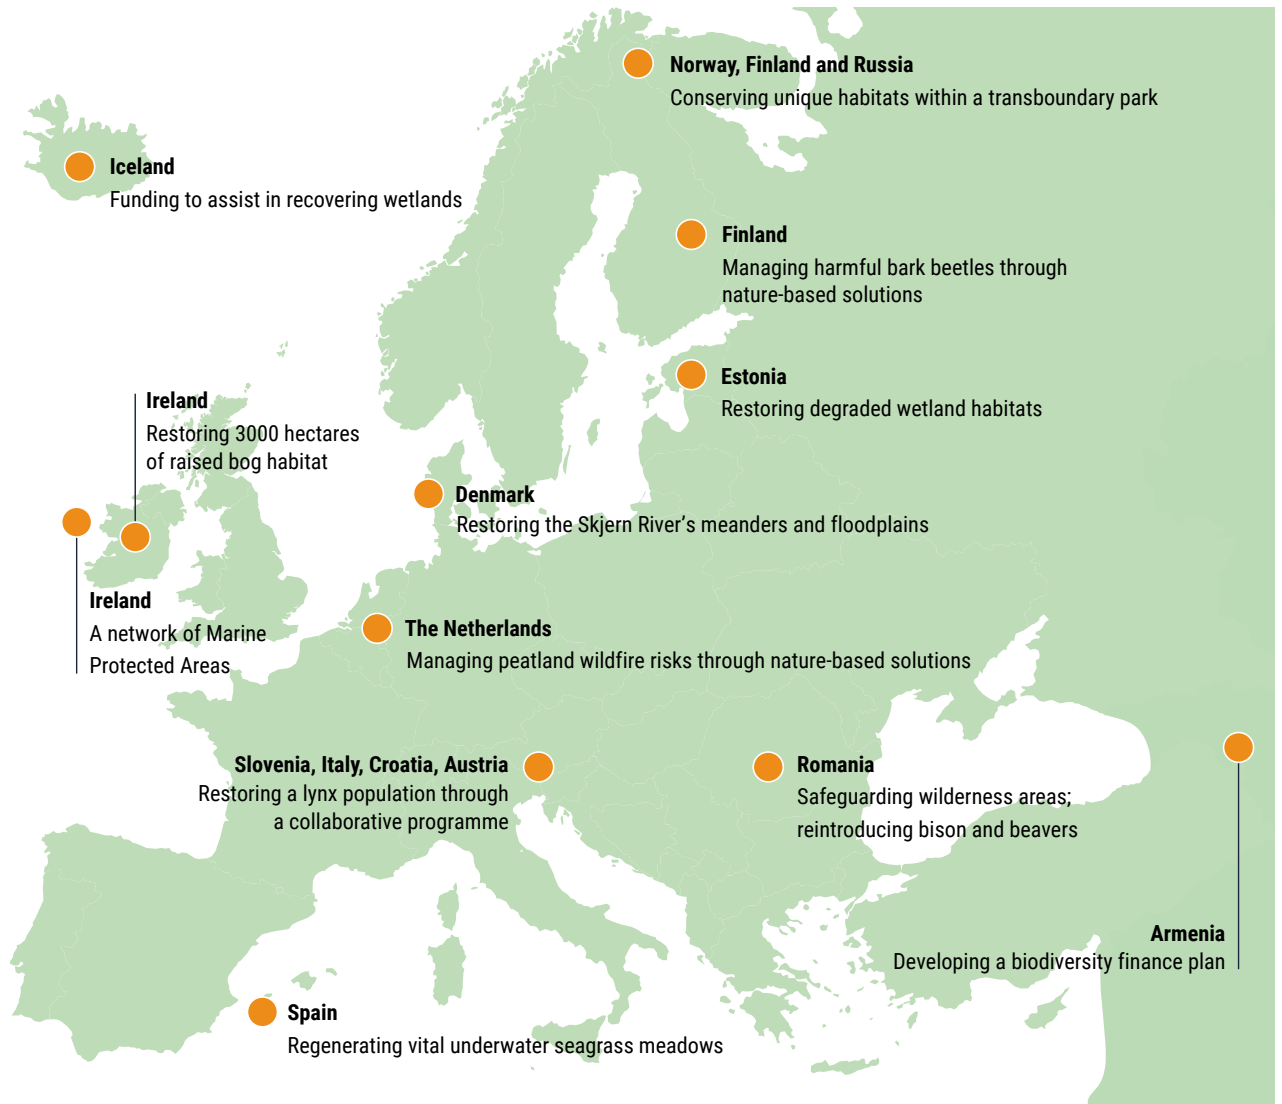 Norway, Finland and Russia
Conserving unique habitats within a transboundary park
Iceland
Funding to assist in recovering wetlands
Finland
Managing harmful bark beetles through
nature-based solutions
Estonia
Restoring degraded wetland habitats
Ireland
Restoring 3000 hectares
of raised bog habitat
Denmark
Restoring the Skjern River’s meanders and floodplains
Ireland
A network of Marine
Protected Areas
The Netherlands
Managing peatland wildfire risks through nature-based solutions
Slovenia, Italy, Croatia, Austria
Restoring a lynx population through
a collaborative programme
Romania
Safeguarding wilderness areas;
reintroducing bison and beavers
Armenia
Developing a biodiversity finance plan
Spain
Regenerating vital underwater seagrass meadows